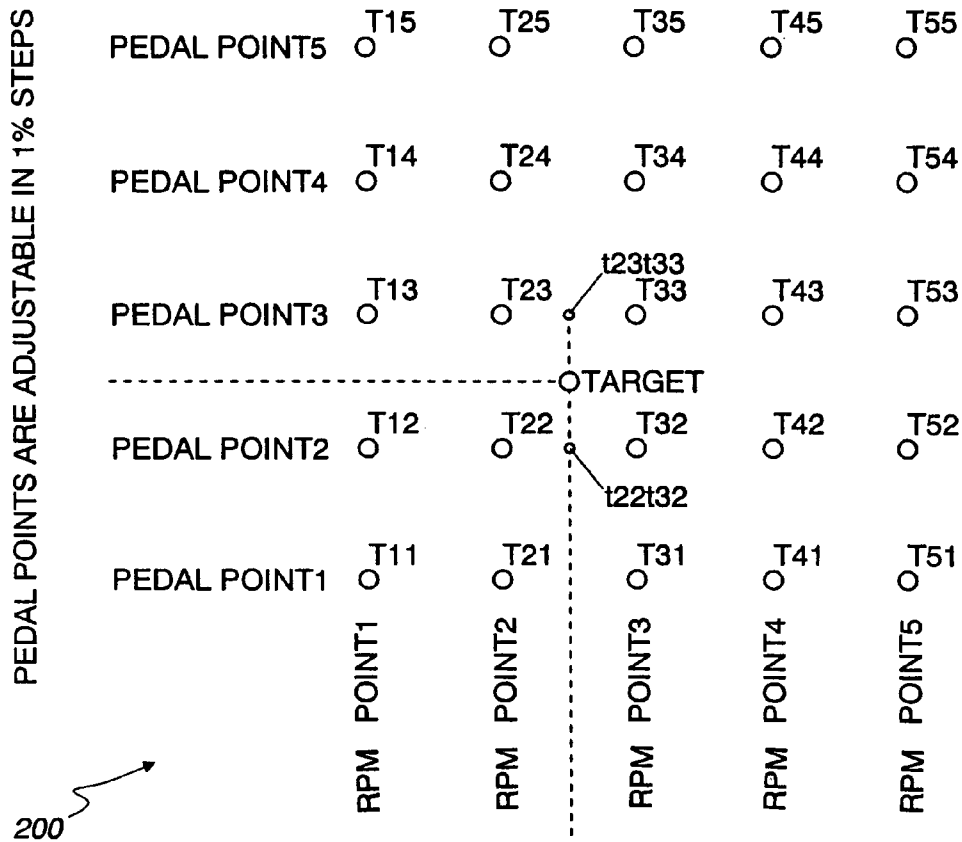 PEDAL POINTS ARE ADJUSTABLE IN 1% STEPS
PEDAL POINT5 T15 T25 T35 T45 T55
PEDAL POINT4 T14 T24 T34 T44 T54
t23t33
PEDAL POINT3 T13 T23 T33 T43 T53
TARGET
PEDAL POINT2 T12 T22 T32 T42 T52
t22t32
PEDAL POINT1 T11 T21 T31 T41 T51
RPM POINT1
RPM POINT2
RPM POINT3
RPM POINT4
RPM POINT5
200